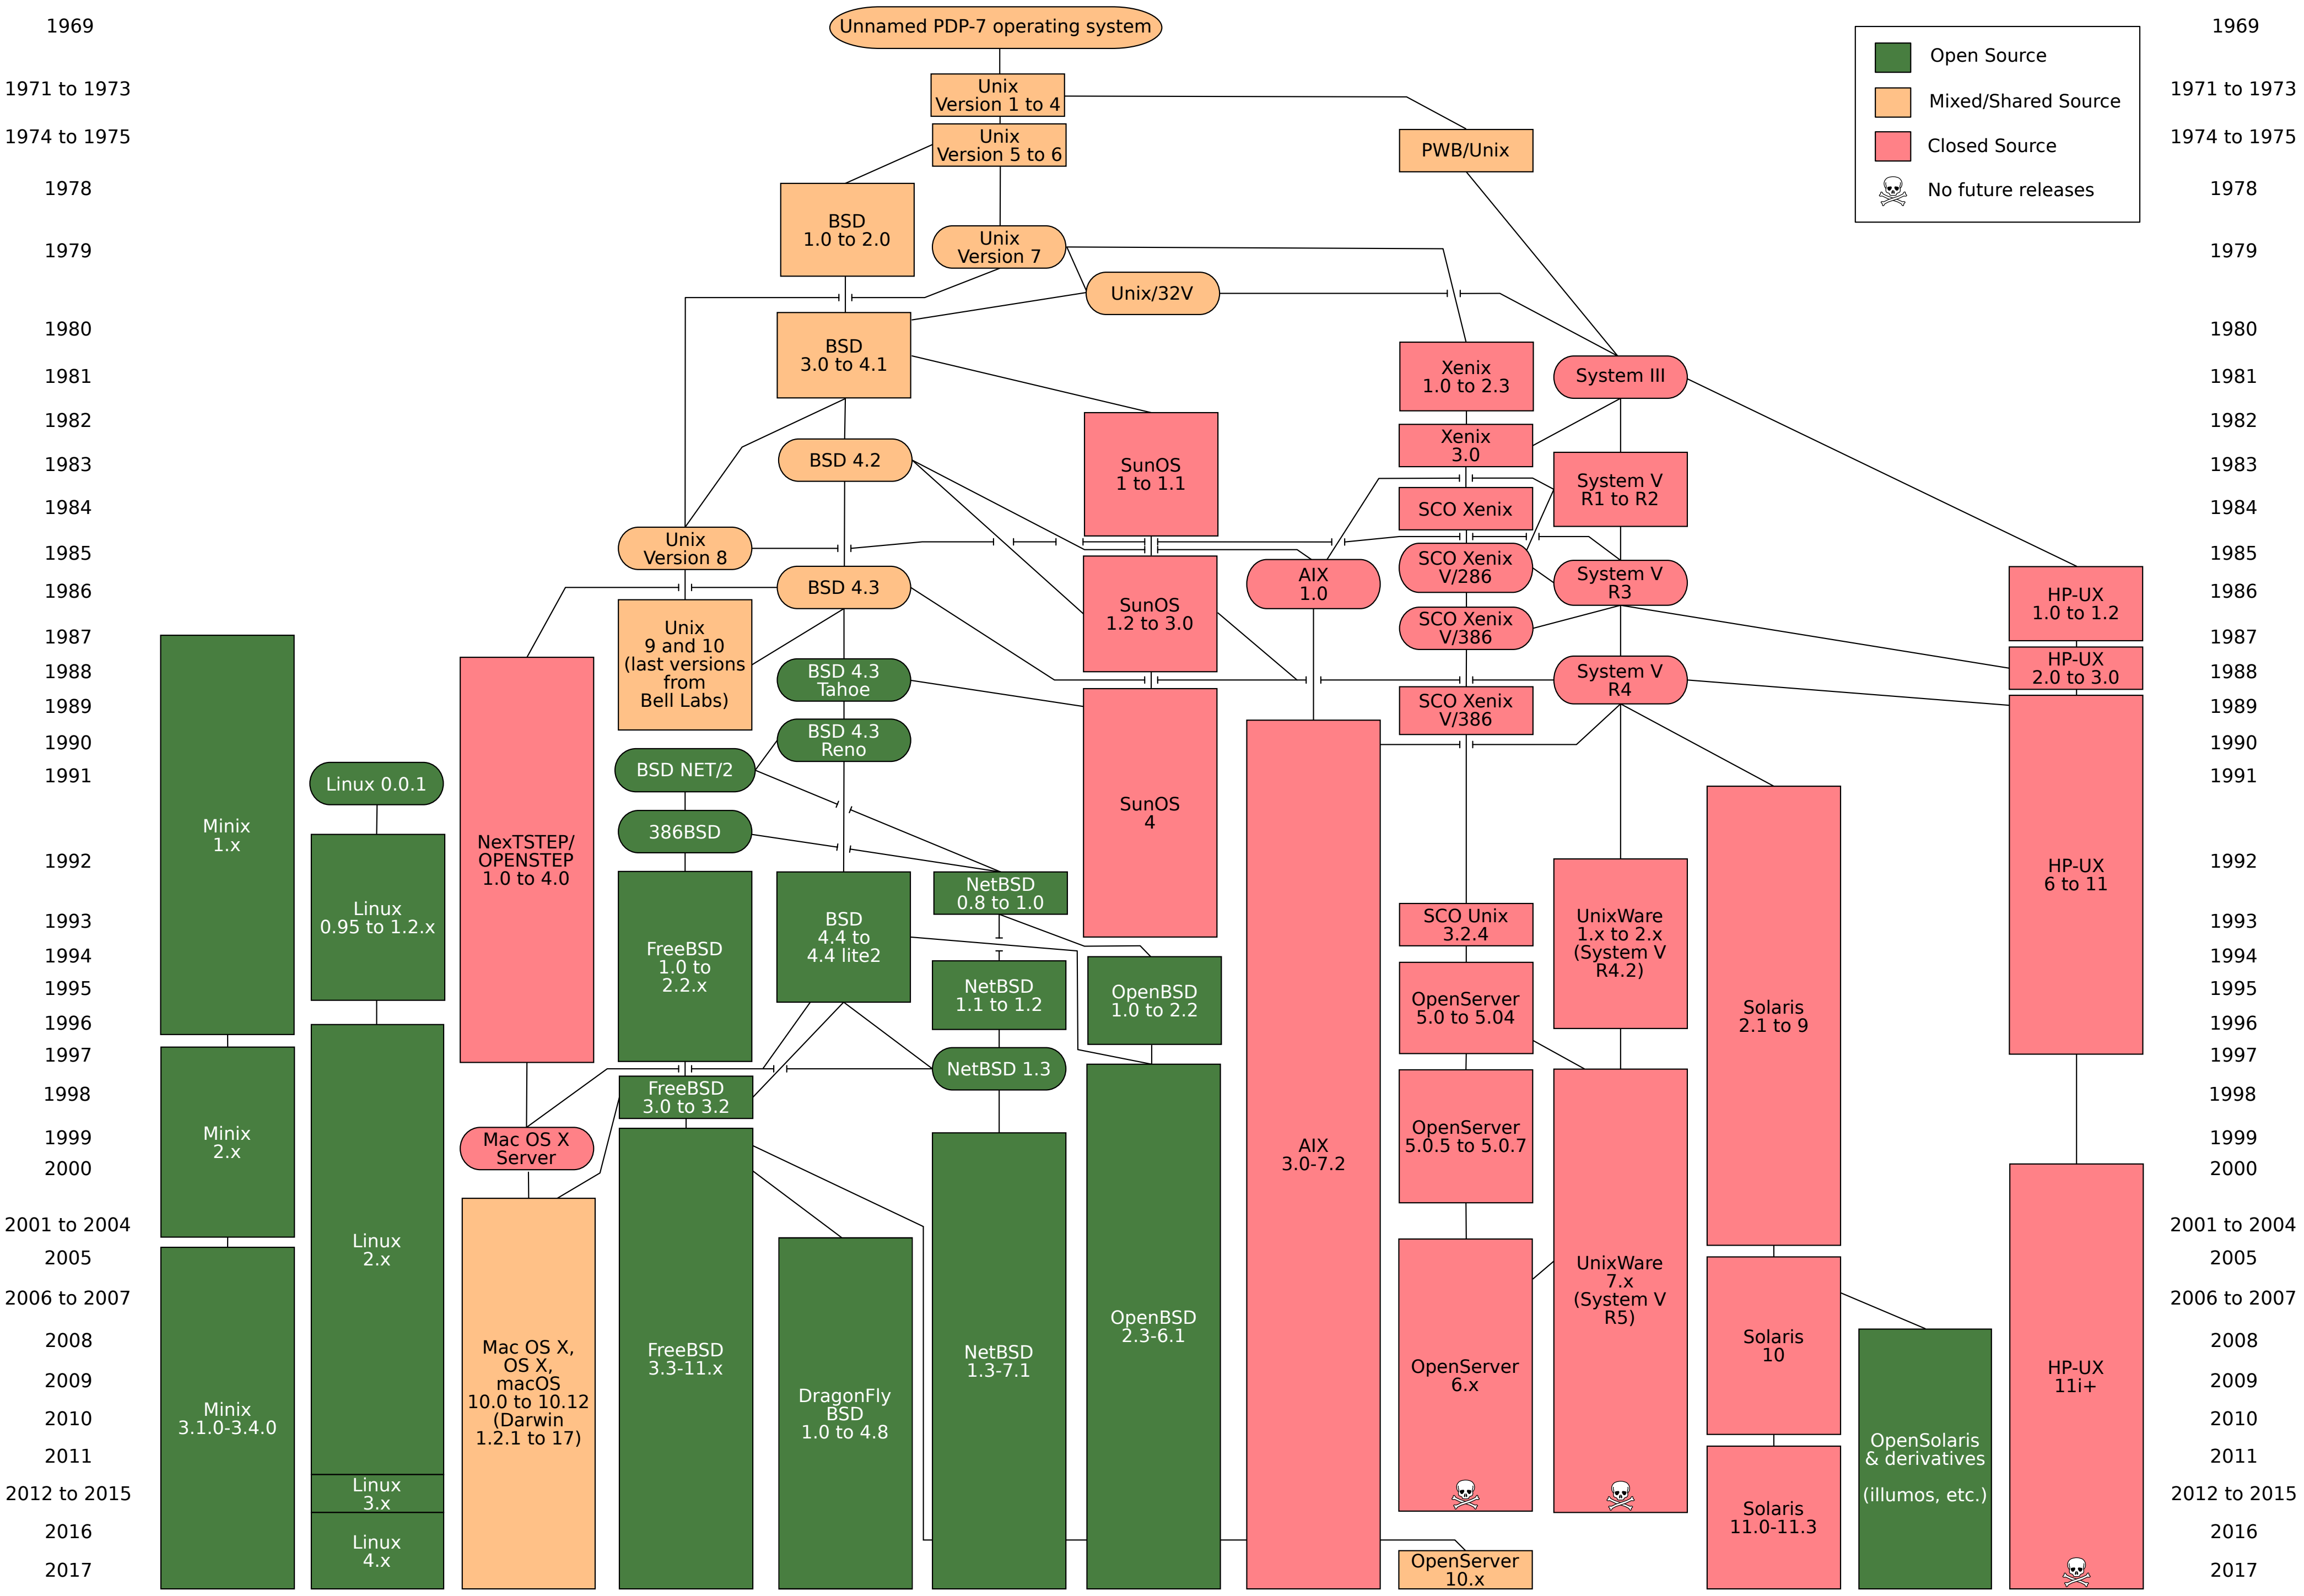 1969
1971 to 1973
1974 to 1975
1978
1979
1980
1981
1982
1983
1984
1985
1986
1987
1988
1989
1990
1991
1992
1993
1994
1995
1996
1997
1998
1999
2000
2001 to 2004
2005
2006 to 2007
2008
2009
2010
2011
2012 to 2015
2016
2017
Unnamed PDP-7 operating system
Unix
Version 1 to 4
Unix
Version 5 to 6
PWB/Unix
BSD
1.0 to 2.0
Unix
Version 7
Unix/32V
BSD
3.0 to 4.1
Xenix
1.0 to 2.3
System III
Xenix
3.0
BSD 4.2
SunOS
1 to 1.1
System V
R1 to R2
SCO Xenix
Unix
Version 8
SCO Xenix
V/286
AIX
1.0
System V
R3
BSD 4.3
SunOS
1.2 to 3.0
HP-UX
1.0 to 1.2
Unix
9 and 10
(last versions
from
Bell Labs)
SCO Xenix
V/386
BSD 4.3
Tahoe
System V
R4
HP-UX
2.0 to 3.0
SCO Xenix
V/386
BSD 4.3
Reno
BSD NET/2
Linux 0.0.1
Minix
1.x
386BSD
SunOS
4
NexTSTEP/
OPENSTEP
1.0 to 4.0
HP-UX
6 to 11
NetBSD
0.8 to 1.0
Linux
0.95 to 1.2.x
BSD
4.4 to
4.4 lite2
SCO Unix
3.2.4
UnixWare
1.x to 2.x
(System V
R4.2)
FreeBSD
1.0 to
2.2.x
NetBSD
1.1 to 1.2
OpenBSD
1.0 to 2.2
OpenServer
5.0 to 5.04
Solaris
2.1 to 9
NetBSD 1.3
FreeBSD
3.0 to 3.2
Minix
2.x
Mac OS X
Server
AIX
3.0-7.2
OpenServer
5.0.5 to 5.0.7
Linux
2.x
UnixWare
7.x
(System V
R5)
OpenBSD
2.3-6.1
Mac OS X,
OS X,
macOS
10.0 to 10.12
(Darwin
1.2.1 to 17)
FreeBSD
3.3-11.x
NetBSD
1.3-7.1
Solaris
10
OpenServer
6.x
HP-UX
11i+
DragonFly
BSD
1.0 to 4.8
Minix
3.1.0-3.4.0
OpenSolaris
& derivatives
(illumos, etc.)
Linux
3.x
Solaris
11.0-11.3
Linux
4.x
OpenServer
10.x
Open Source
Mixed/Shared Source
Closed Source
No future releases
1969
1971 to 1973
1974 to 1975
1978
1979
1980
1981
1982
1983
1984
1985
1986
1987
1988
1989
1990
1991
1992
1993
1994
1995
1996
1997
1998
1999
2000
2001 to 2004
2005
2006 to 2007
2008
2009
2010
2011
2012 to 2015
2016
2017